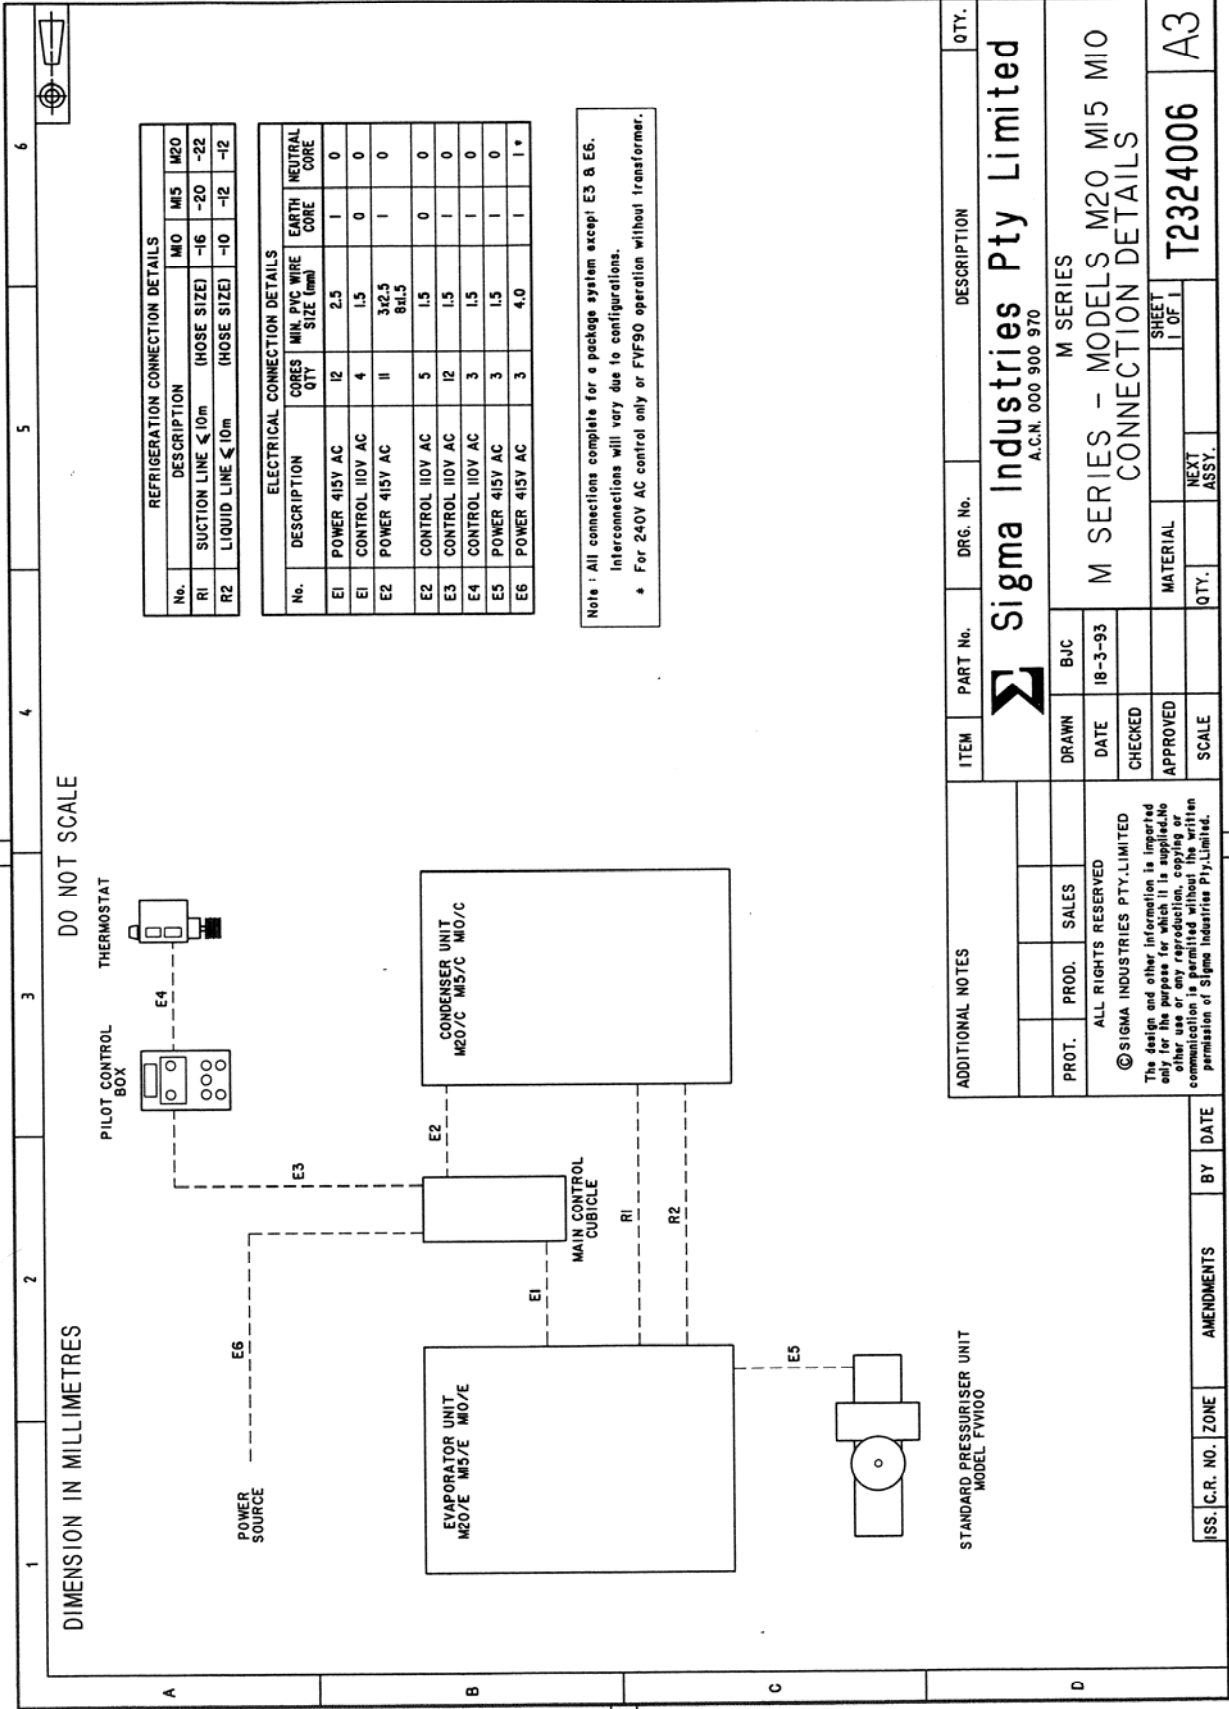 1 2 3 4 5 6
A
B
C
D
DIMENSION IN MILLIMETRES
DO NOT SCALE
POWER
SOURCE
E6
E3
PILOT CONTROL
BOX
E4
THERMOSTAT
EVAPORATOR UNIT
M20/E M15/E M10/E
E1
MAIN CONTROL
CUBICLE
E2
CONDENSER UNIT
M20/C M15/C M10/C
R1
R2
E5
STANDARD PRESSURISER UNIT
MODEL FVV100
REFRIGERATION CONNECTION DETAILS
No. DESCRIPTION M10 M15 M20
R1 SUCTION LINE ⩽ 10m (HOSE SIZE) -16 -20 -22
R2 LIQUID LINE ⩽ 10m (HOSE SIZE) -10 -12 -12
ELECTRICAL CONNECTION DETAILS
No. DESCRIPTION CORES QTY MIN. PVC WIRE SIZE (mm) EARTH CORE NEUTRAL CORE
E1 POWER 415V AC 12 2.5 1 0
E1 CONTROL 110V AC 4 1.5 0 0
E2 POWER 415V AC 11 3x2.5 8x1.5 1 0
E2 CONTROL 110V AC 5 1.5 0 0
E3 CONTROL 110V AC 12 1.5 1 0
E4 CONTROL 110V AC 3 1.5 1 0
E5 POWER 415V AC 3 1.5 1 0
E6 POWER 415V AC 3 4.0 1 1 *
Note : All connections complete for a package system except E3 & E6.
Interconnections will vary due to configurations.
* For 240V AC control only or FVF90 operation without transformer.
ISS. C.R. NO. ZONE AMENDMENTS BY DATE
ADDITIONAL NOTES
PROT. PROD. SALES
ALL RIGHTS RESERVED
© SIGMA INDUSTRIES PTY.LIMITED
The design and other information is imparted
only for the purpose for which it is supplied.No
other use or any reproduction, copying or
communication is permitted without the written
permission of Sigma Industries Pty.Limited.
ITEM PART No. DRG. No. DESCRIPTION QTY.
Σ Sigma Industries Pty Limited
A.C.N. 000 900 970
DRAWN BJC
DATE 18-3-93
CHECKED
APPROVED
SCALE
M SERIES
M SERIES - MODELS M20 M15 M10
CONNECTION DETAILS
MATERIAL
QTY.
NEXT
ASSY.
SHEET
1 OF 1
T2324006 A3